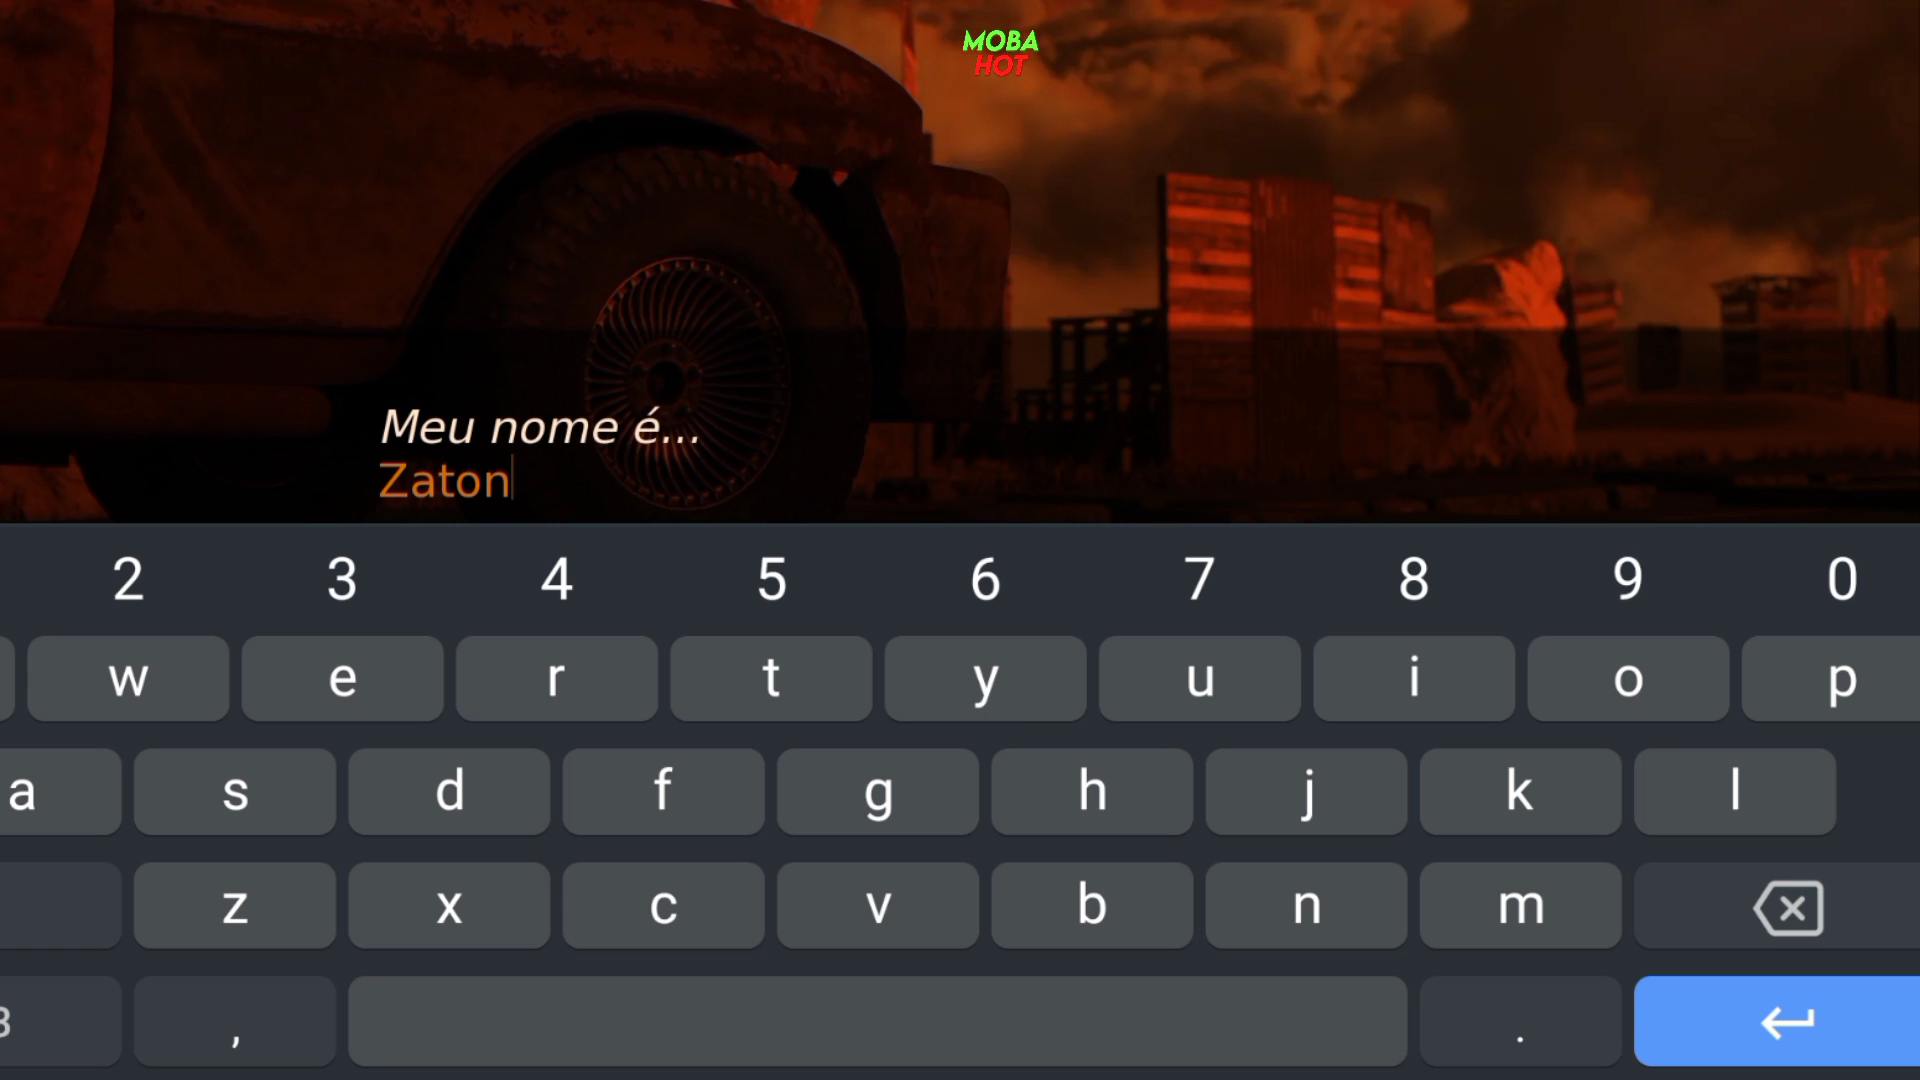 MOBA
HOT
Meu nome é...
Zaton
2 3 4 5 6 7 8 9 0
w e r t y u i o p
a s d f g h j k l
z x c v b n m
, .